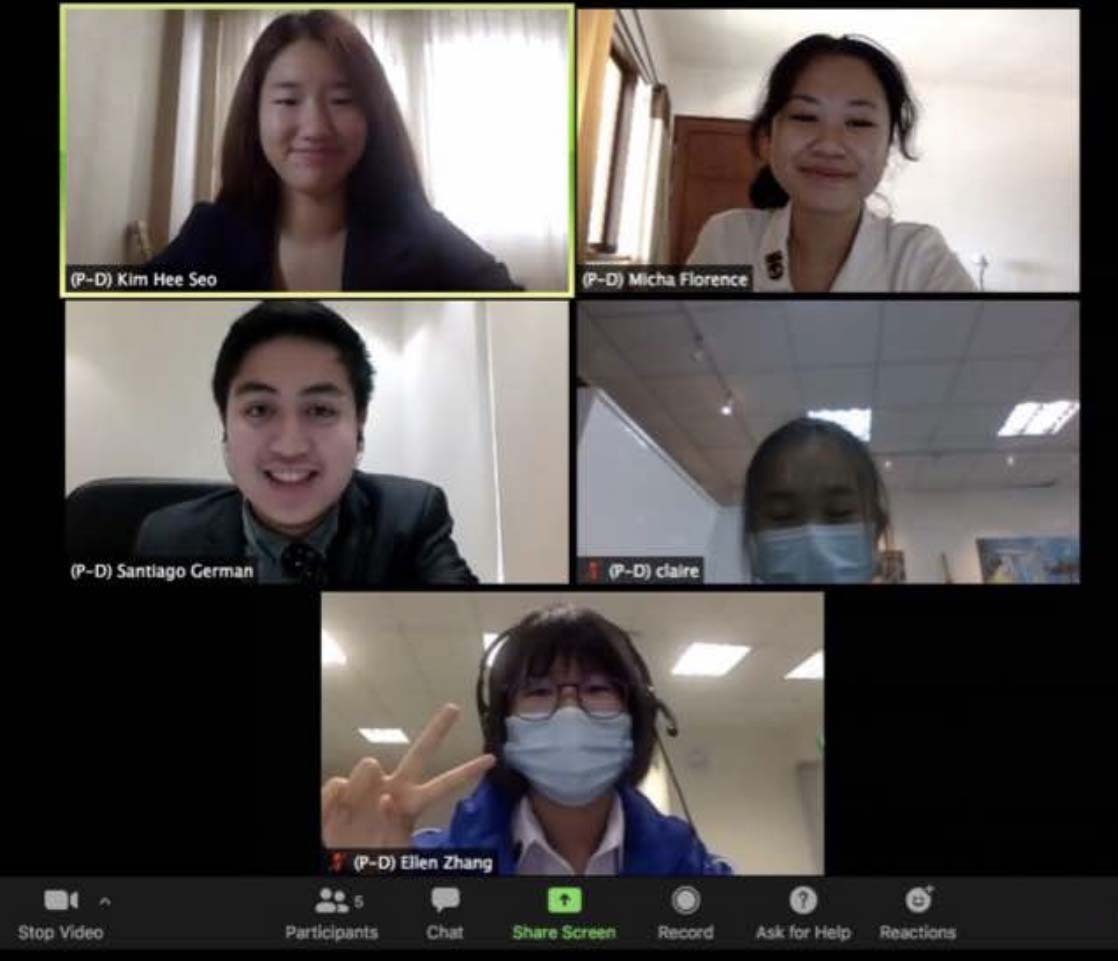 (P-D) Kim Hee Seo
(P-D) Micha Florence
(P-D) Santiago German
(P-D) claire
(P-D) Ellen Zhang
5
Stop Video
Participants
Chat
Share Screen
Record
Ask for Help
Reactions